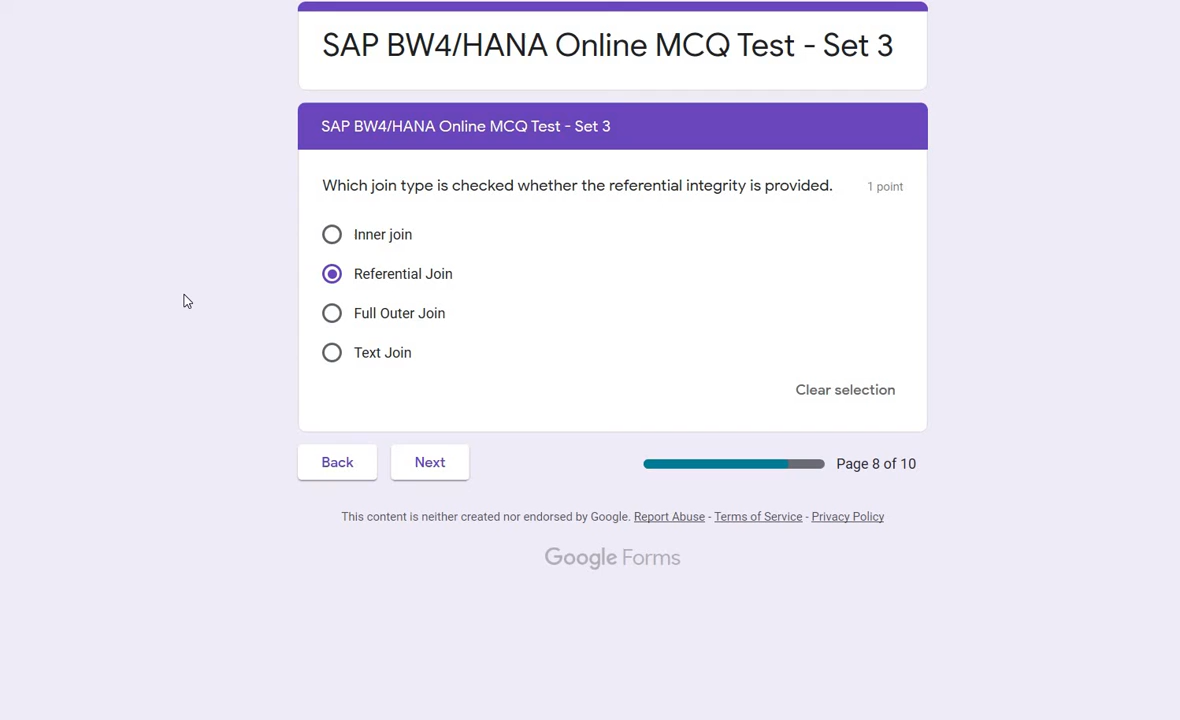 SAP BW4/HANA Online MCQ Test - Set 3
SAP BW4/HANA Online MCQ Test - Set 3
Which join type is checked whether the referential integrity is provided. 1 point
Inner join
Referential Join
Full Outer Join
Text Join
Clear selection
Back Next Page 8 of 10
This content is neither created nor endorsed by Google. Report Abuse - Terms of Service - Privacy Policy
Google Forms